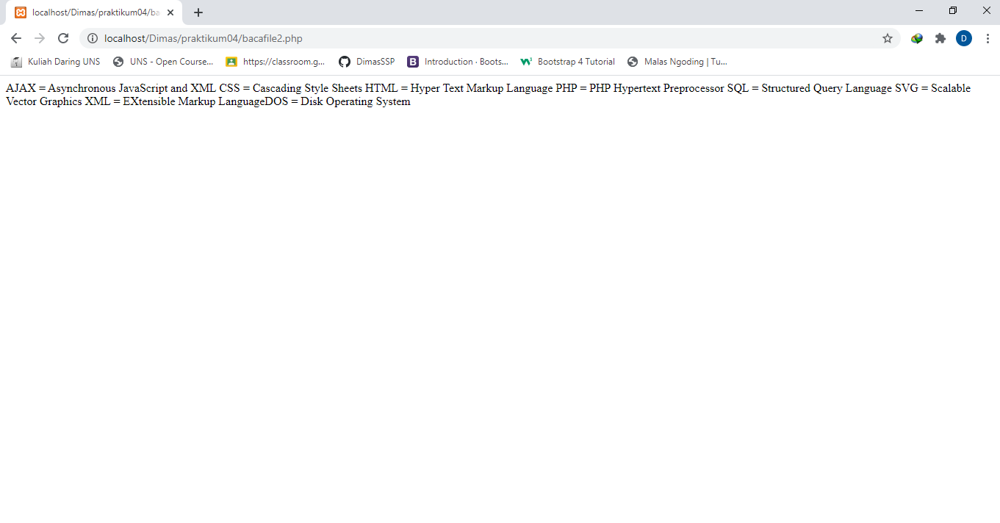 localhost/Dimas/praktikum04/ba
localhost/Dimas/praktikum04/bacafile2.php
D
Kuliah Daring UNS
UNS - Open Course...
https://classroom.g...
DimasSSP
B
Introduction · Boots...
Bootstrap 4 Tutorial
Malas Ngoding | Tu...
AJAX = Asynchronous JavaScript and XML CSS = Cascading Style Sheets HTML = Hyper Text Markup Language PHP = PHP Hypertext Preprocessor SQL = Structured Query Language SVG = Scalable
Vector Graphics XML = EXtensible Markup LanguageDOS = Disk Operating System